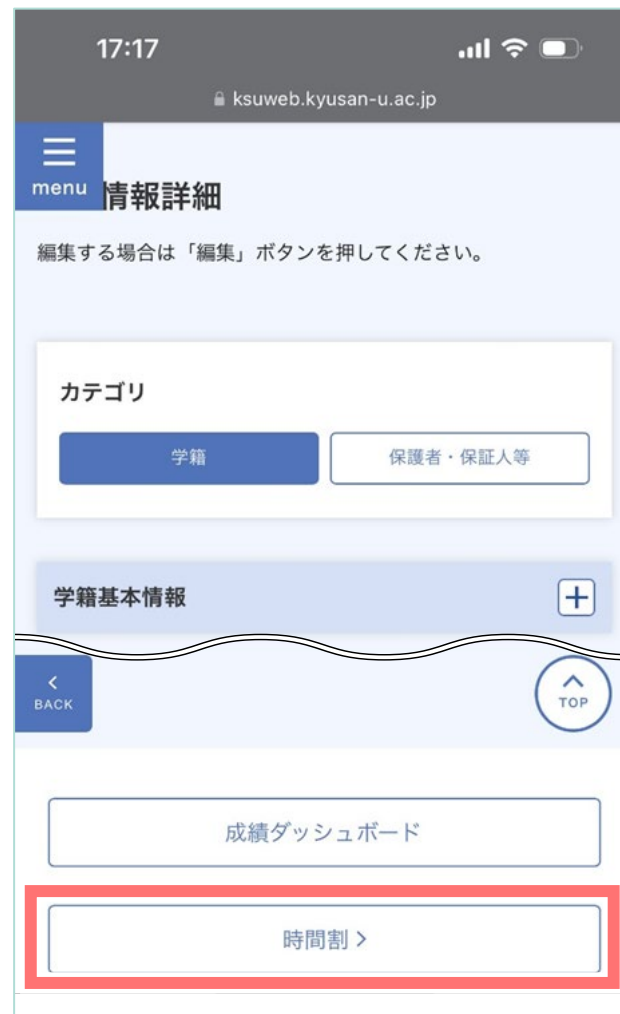 17:17
ksuweb.kyusan-u.ac.jp
menu
情報詳細
編集する場合は「編集」ボタンを押してください。
カテゴリ
学籍
保護者・保証人等
学籍基本情報
BACK
TOP
成績ダッシュボード
時間割 >